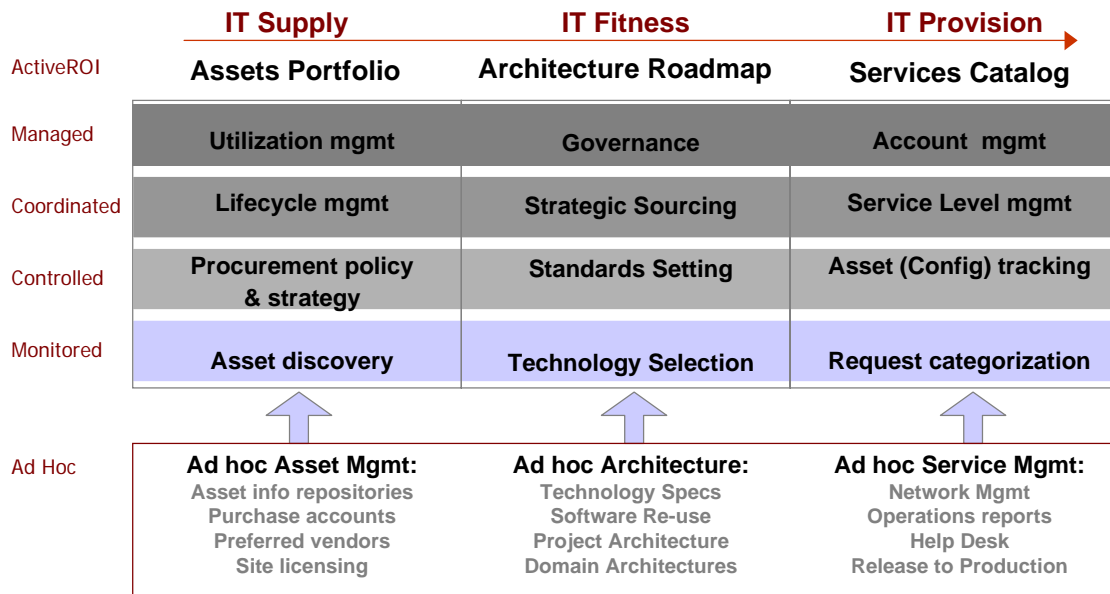 IT Supply IT Fitness IT Provision
ActiveROI Assets Portfolio Architecture Roadmap Services Catalog
Managed Utilization mgmt Governance Account mgmt
Coordinated Lifecycle mgmt Strategic Sourcing Service Level mgmt
Controlled Procurement policy Standards Setting Asset (Config) tracking
& strategy
Monitored Asset discovery Technology Selection Request categorization
Ad Hoc Ad hoc Asset Mgmt: Ad hoc Architecture: Ad hoc Service Mgmt:
Asset info repositories Technology Specs Network Mgmt
Purchase accounts Software Re-use Operations reports
Preferred vendors Project Architecture Help Desk
Site licensing Domain Architectures Release to Production